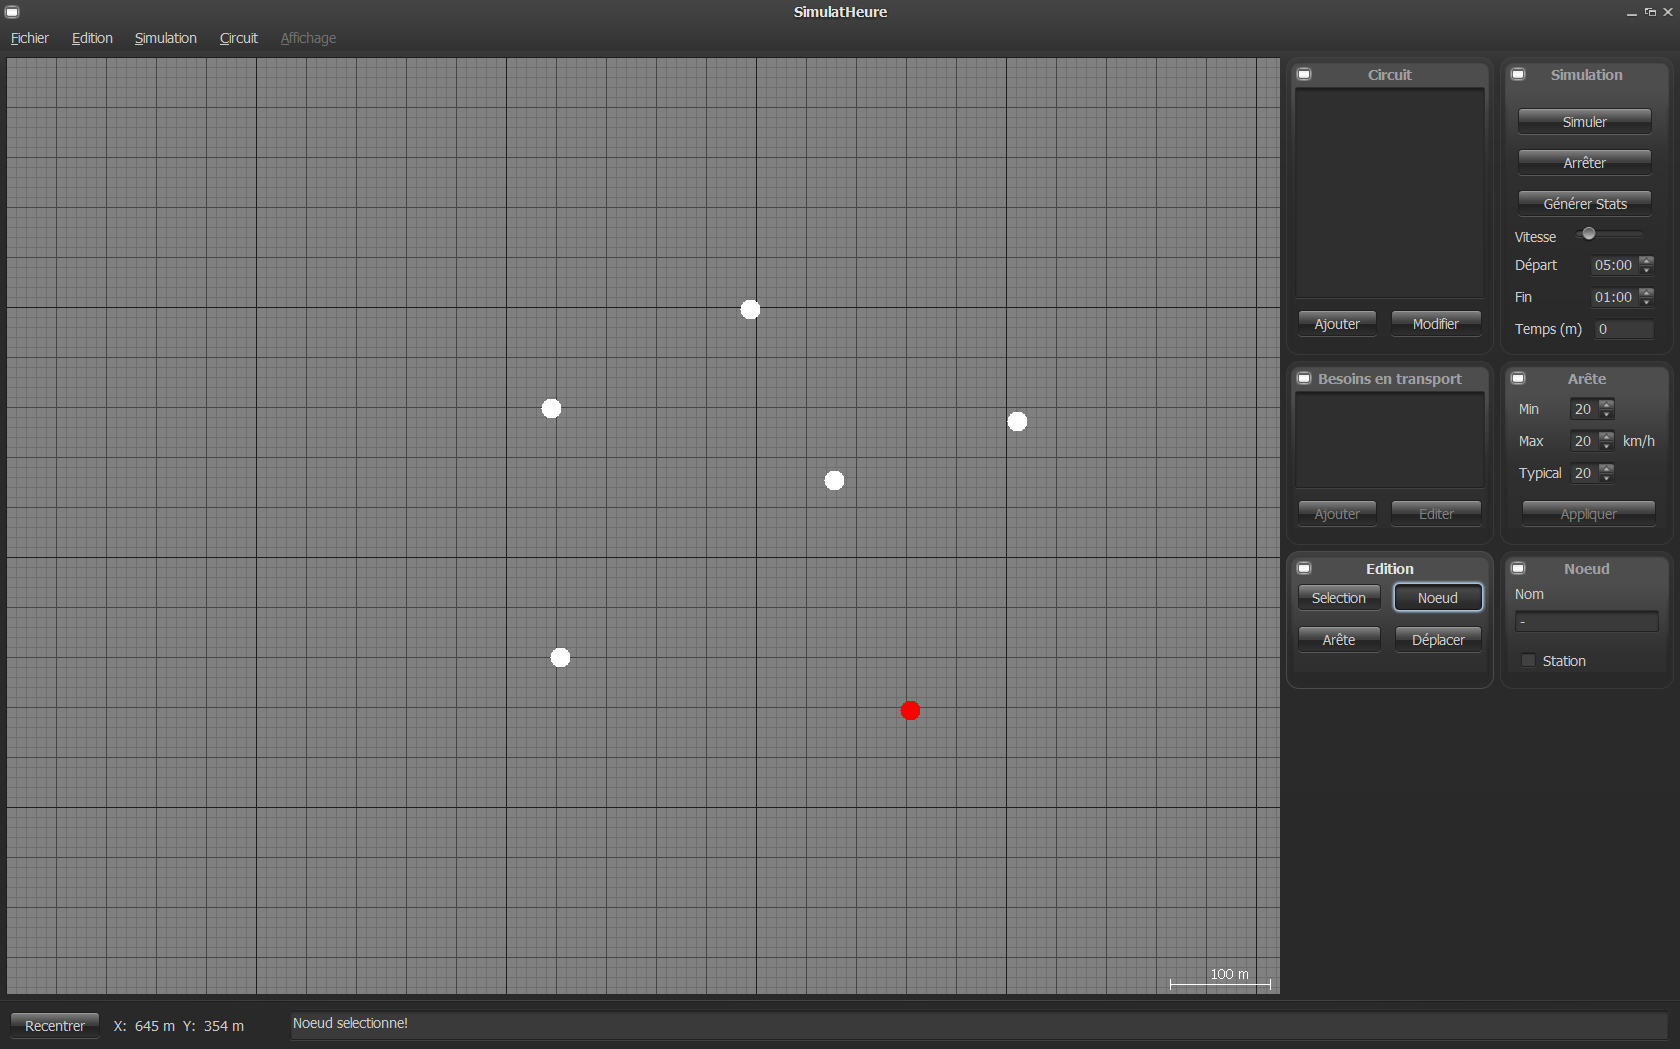 SimulatHeure
Fichier Edition Simulation Circuit Affichage
Circuit
Ajouter Modifier
Simulation
Simuler
Arrêter
Générer Stats
Vitesse
Départ 05:00
Fin 01:00
Temps (m) 0
Besoins en transport
Ajouter Editer
Arête
Min 20
Max 20 km/h
Typical 20
Appliquer
Edition
Selection Noeud
Arête Déplacer
Noeud
Nom
-
Station
100 m
Recentrer X: 645 m Y: 354 m Noeud selectionne!